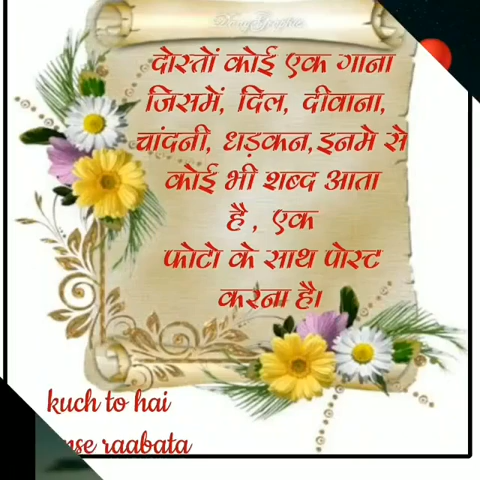 दोस्तों कोई एक गाना
जिसमें, दिल, दीवाना,
चांदनी, धड़कन,इनमे से
कोई भी शब्द आता
है , एक
फोटो के साथ पोस्ट
करना है।
kuch to hai
raabata